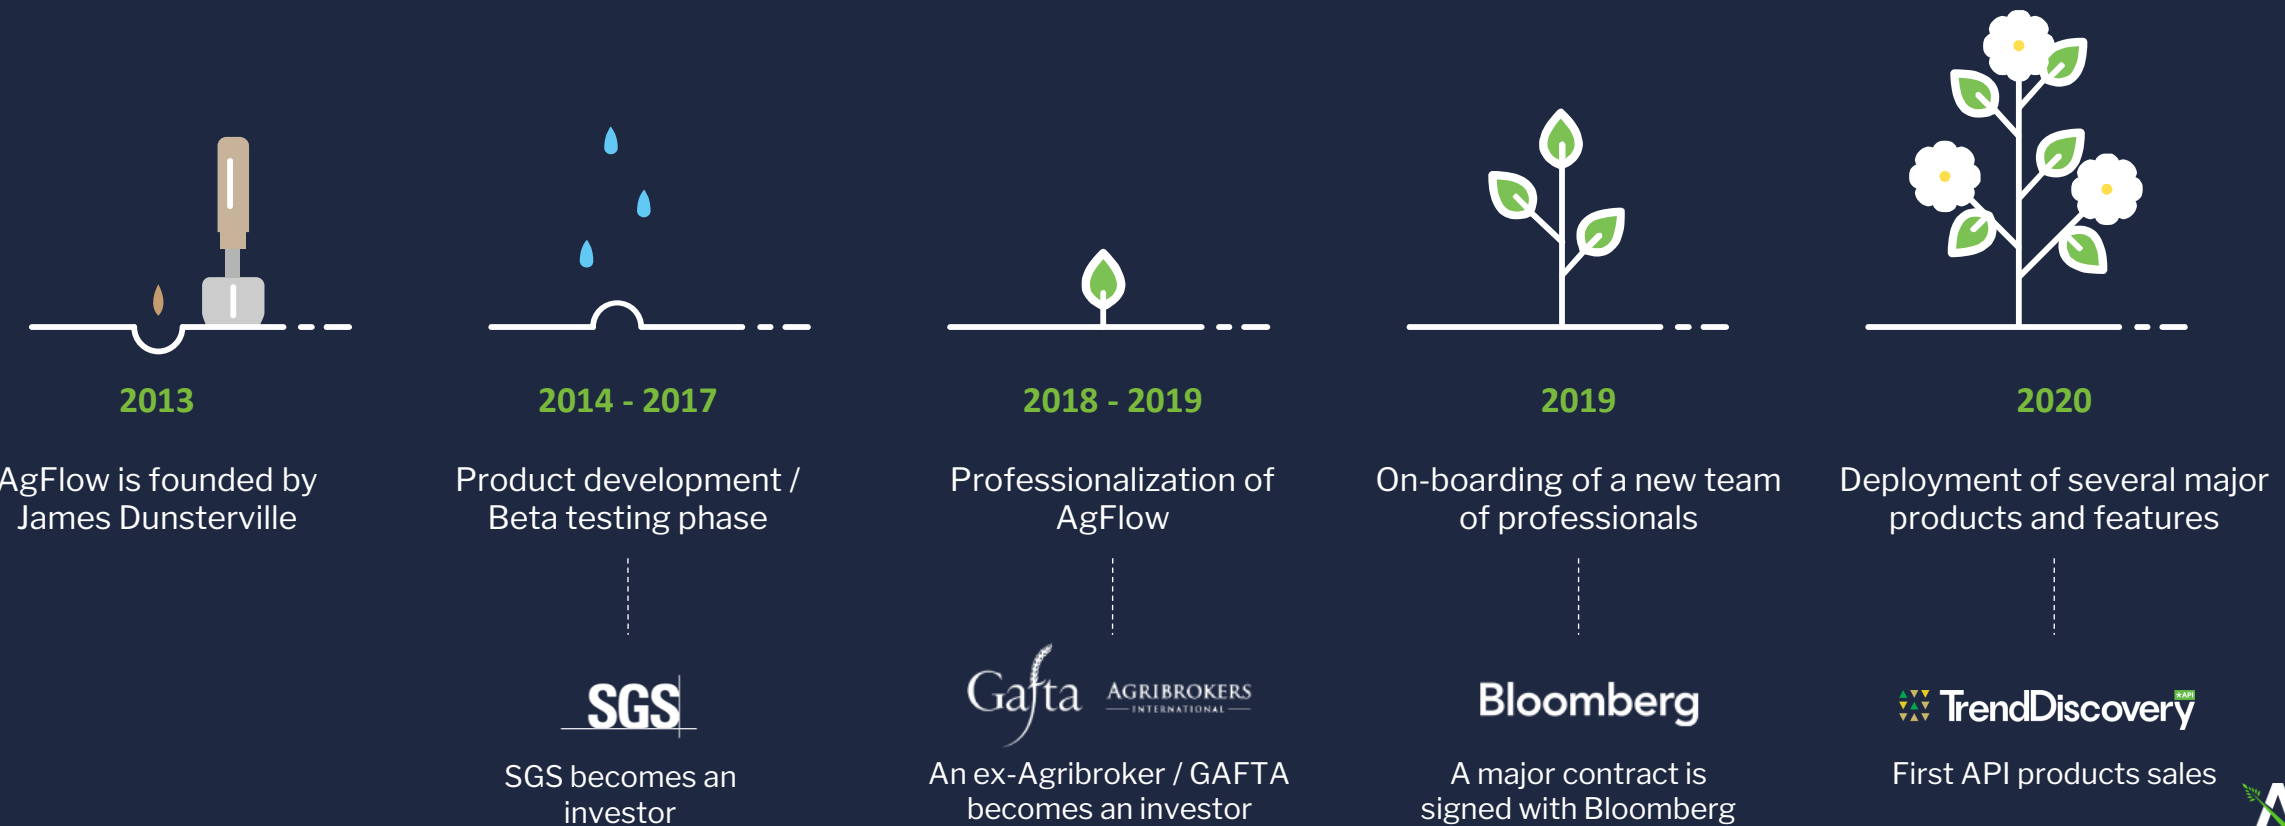 2013
AgFlow is founded by
James Dunsterville
2014 - 2017
Product development /
Beta testing phase
SGS
SGS becomes an
investor
2018 - 2019
Professionalization of
AgFlow
Gafta
AGRIBROKERS
INTERNATIONAL
An ex-Agribroker / GAFTA
becomes an investor
2019
On-boarding of a new team
of professionals
Bloomberg
A major contract is
signed with Bloomberg
2020
Deployment of several major
products and features
TrendDiscovery
★API
First API products sales